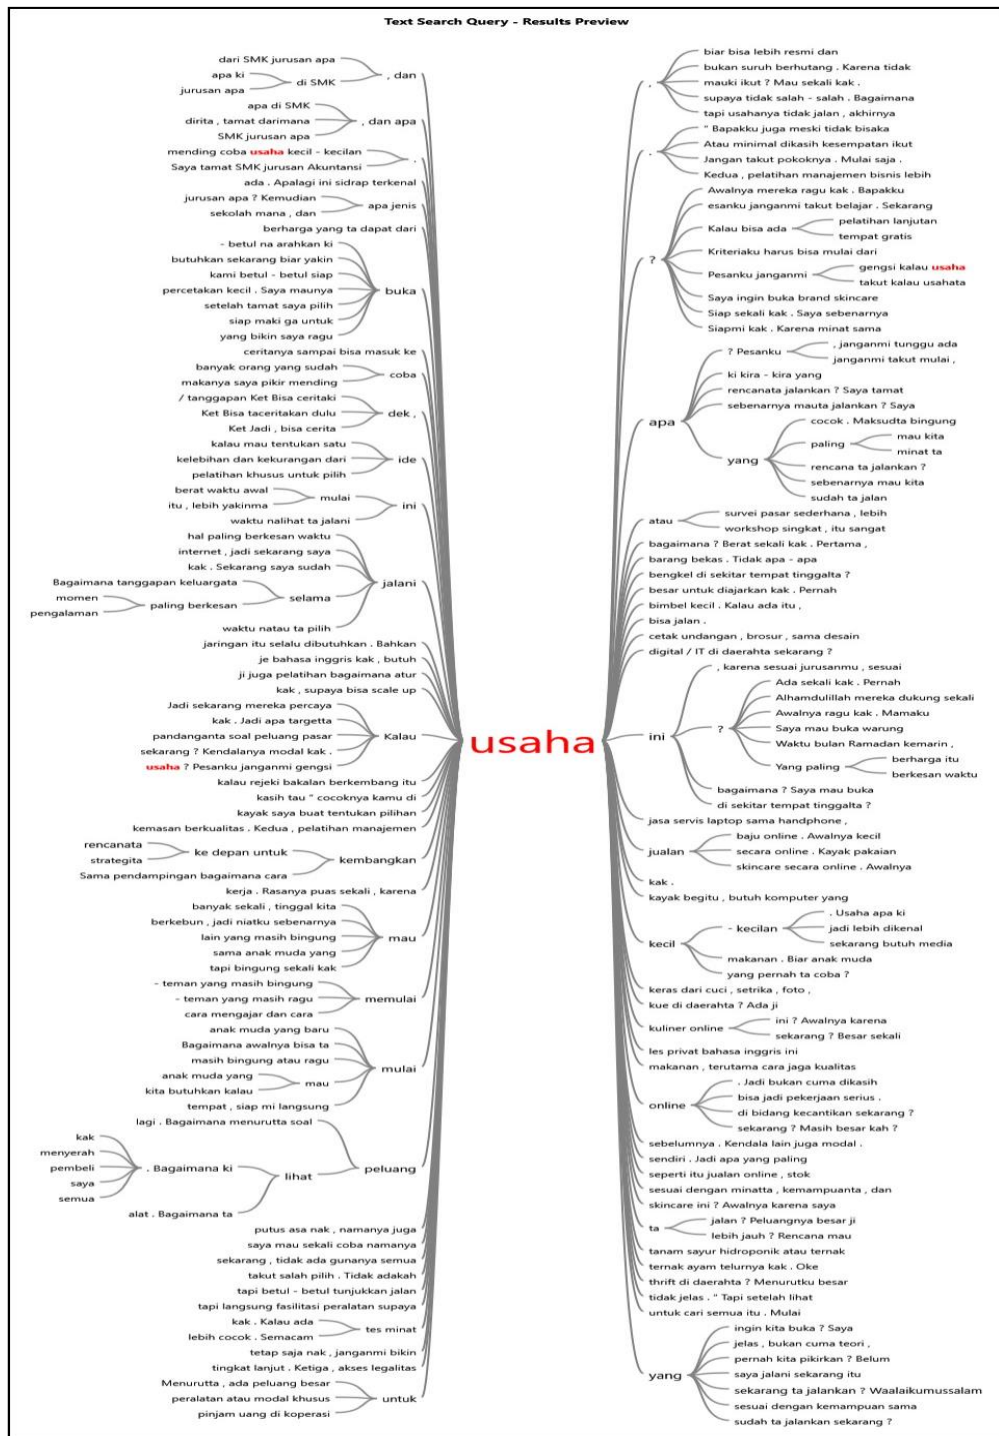 Text Search Query - Results Preview
dari SMK jurusan apa
apa ki
jurusan apa
di SMK
, dan
apa di SMK
dirita , tamat darimana
SMK jurusan apa
, dan apa
mending coba usaha kecil - kecilan
Saya tamat SMK jurusan Akuntansi
.
ada . Apalagi ini sidrap terkenal
jurusan apa ? Kemudian
sekolah mana , dan
apa jenis
berharga yang ta dapat dari
- betul na arahkan ki
butuhkan sekarang biar yakin
kami betul - betul siap
percetakan kecil . Saya maunya
setelah tamat saya pilih
siap maki ga untuk
yang bikin saya ragu
buka
ceritanya sampai bisa masuk ke
banyak orang yang sudah
makanya saya pikir mending
coba
/ tanggapan Ket Bisa ceritaki
Ket Bisa taceritakan dulu
Ket Jadi , bisa cerita
dek ,
kalau mau tentukan satu
kelebihan dan kekurangan dari
pelatihan khusus untuk pilih
ide
berat waktu awal
itu , lebih yakinma
mulai
waktu nalihat ta jalani
ini
hal paling berkesan waktu
internet , jadi sekarang saya
kak . Sekarang saya sudah
Bagaimana tanggapan keluargata
momen
pengalaman
paling berkesan
selama
waktu natau ta pilih
jalani
jaringan itu selalu dibutuhkan . Bahkan
je bahasa inggris kak , butuh
ji juga pelatihan bagaimana atur
kak , supaya bisa scale up
Jadi sekarang mereka percaya
kak . Jadi apa targetta
pandanganta soal peluang pasar
sekarang ? Kendalanya modal kak .
usaha ? Pesanku janganmi gengsi
Kalau
kalau rejeki bakalan berkembang itu
kasih tau " cocoknya kamu di
kayak saya buat tentukan pilihan
kemasan berkualitas . Kedua , pelatihan manajemen
rencanata
strategita
ke depan untuk
Sama pendampingan bagaimana cara
kembangkan
kerja . Rasanya puas sekali , karena
banyak sekali , tinggal kita
berkebun , jadi niatku sebenarnya
lain yang masih bingung
sama anak muda yang
tapi bingung sekali kak
mau
- teman yang masih bingung
- teman yang masih ragu
cara mengajar dan cara
memulai
anak muda yang baru
Bagaimana awalnya bisa ta
masih bingung atau ragu
anak muda yang
kita butuhkan kalau
mau
tempat , siap mi langsung
mulai
lagi . Bagaimana menurutta soal
kak
menyerah
pembeli
saya
semua
. Bagaimana ki
alat . Bagaimana ta
lihat
peluang
putus asa nak , namanya juga
saya mau sekali coba namanya
sekarang , tidak ada gunanya semua
takut salah pilih . Tidak adakah
tapi betul - betul tunjukkan jalan
tapi langsung fasilitasi peralatan supaya
kak . Kalau ada
lebih cocok . Semacam
tes minat
tetap saja nak , janganmi bikin
tingkat lanjut . Ketiga , akses legalitas
Menurutta , ada peluang besar
peralatan atau modal khusus
pinjam uang di koperasi
untuk
usaha
,
biar bisa lebih resmi dan
bukan suruh berhutang . Karena tidak
mauki ikut ? Mau sekali kak .
supaya tidak salah - salah . Bagaimana
tapi usahanya tidak jalan , akhirnya
.
" Bapakku juga meski tidak bisaka
Atau minimal dikasih kesempatan ikut
Jangan takut pokoknya . Mulai saja .
Kedua , pelatihan manajemen bisnis lebih
?
Awalnya mereka ragu kak . Bapakku
esanku janganmi takut belajar . Sekarang
Kalau bisa ada
pelatihan lanjutan
tempat gratis
Kriteriaku harus bisa mulai dari
Pesanku janganmi
gengsi kalau usaha
takut kalau usahata
Saya ingin buka brand skincare
Siap sekali kak . Saya sebenarnya
Siapmi kak . Karena minat sama
apa
? Pesanku
, janganmi tunggu ada
janganmi takut mulai ,
ki kira - kira yang
rencanata jalankan ? Saya tamat
sebenarnya mauta jalankan ? Saya
yang
cocok . Maksudta bingung
paling
mau kita
minat ta
rencana ta jalankan ?
sebenarnya mau kita
sudah ta jalan
atau
survei pasar sederhana , lebih
workshop singkat , itu sangat
bagaimana ? Berat sekali kak . Pertama ,
barang bekas . Tidak apa - apa
bengkel di sekitar tempat tinggalta ?
besar untuk diajarkan kak . Pernah
bimbel kecil . Kalau ada itu ,
bisa jalan .
cetak undangan , brosur , sama desain
digital / IT di daerahta sekarang ?
ini
, karena sesuai jurusanmu , sesuai
?
Ada sekali kak . Pernah
Alhamdulillah mereka dukung sekali
Awalnya ragu kak . Mamaku
Saya mau buka warung
Waktu bulan Ramadan kemarin ,
Yang paling
berharga itu
berkesan waktu
bagaimana ? Saya mau buka
di sekitar tempat tinggalta ?
jasa servis laptop sama handphone ,
jualan
baju online . Awalnya kecil
secara online . Kayak pakaian
skincare secara online . Awalnya
kak .
kayak begitu , butuh komputer yang
kecil
- kecilan
. Usaha apa ki
jadi lebih dikenal
sekarang butuh media
makanan . Biar anak muda
yang pernah ta coba ?
keras dari cuci , setrika , foto ,
kue di daerahta ? Ada ji
kuliner online
ini ? Awalnya karena
sekarang ? Besar sekali
les privat bahasa inggris ini
makanan , terutama cara jaga kualitas
online
. Jadi bukan cuma dikasih
bisa jadi pekerjaan serius .
di bidang kecantikan sekarang ?
sekarang ? Masih besar kah ?
sebelumnya . Kendala lain juga modal .
sendiri . Jadi apa yang paling
seperti itu jualan online , stok
sesuai dengan minatta , kemampuanta , dan
skincare ini ? Awalnya karena saya
ta
jalan ? Peluangnya besar ji
lebih jauh ? Rencana mau
tanam sayur hidroponik atau ternak
ternak ayam telurnya kak . Oke
thrift di daerahta ? Menurutku besar
tidak jelas . " Tapi setelah lihat
untuk cari semua itu . Mulai
yang
ingin kita buka ? Saya
jelas , bukan cuma teori ,
pernah kita pikirkan ? Belum
saya jalani sekarang itu
sekarang ta jalankan ? Waalaikumussalam
sesuai dengan kemampuan sama
sudah ta jalankan sekarang ?